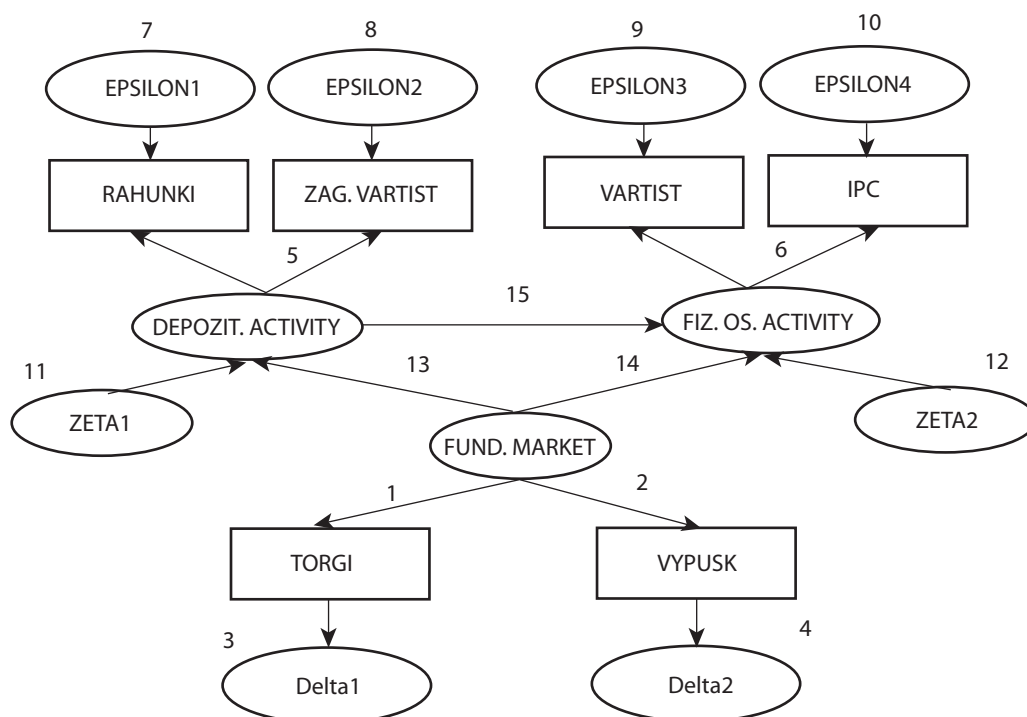 7 8 9 10
EPSILON1 EPSILON2 EPSILON3 EPSILON4
RAHUNKI ZAG. VARTIST VARTIST IPC
5 6
15
DEPOZIT. ACTIVITY FIZ. OS. ACTIVITY
11 13 14 12
ZETA1 ZETA2
FUND. MARKET
1 2
TORGI VYPUSK
3 4
Delta1 Delta2